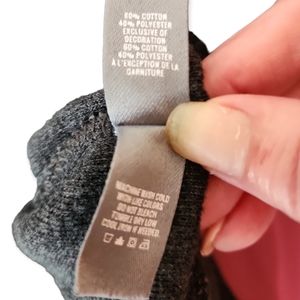 60% COTTON
40% POLYESTER
EXCLUSIVE OF
DECORATION
60% COTTON
40% POLYESTER
À L'EXCEPTION DE LA
GARNITURE
MACHINE WASH COLD
WITH LIKE COLORS
DO NOT BLEACH
TUMBLE DRY LOW
COOL IRON IF NEEDED.